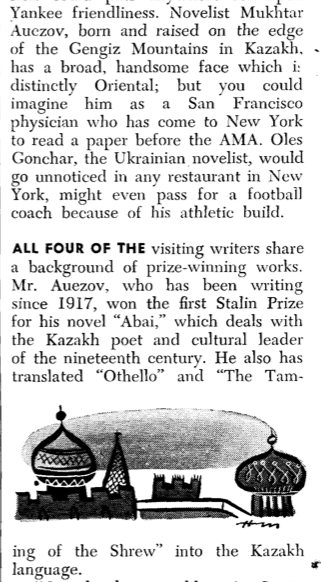 Yankee friendliness. Novelist Mukhtar
Auezov, born and raised on the edge
of the Gengiz Mountains in Kazakh,
has a broad, handsome face which is
distinctly Oriental; but you could
imagine him as a San Francisco
physician who has come to New York
to read a paper before the AMA. Oles
Gonchar, the Ukrainian novelist, would
go unnoticed in any restaurant in New
York, might even pass for a football
coach because of his athletic build.
ALL FOUR OF THE visiting writers share
a background of prize-winning works.
Mr. Auezov, who has been writing
since 1917, won the first Stalin Prize
for his novel “Abai,” which deals with
the Kazakh poet and cultural leader
of the nineteenth century. He also has
translated “Othello” and “The Tam-
ing of the Shrew” into the Kazakh
language.